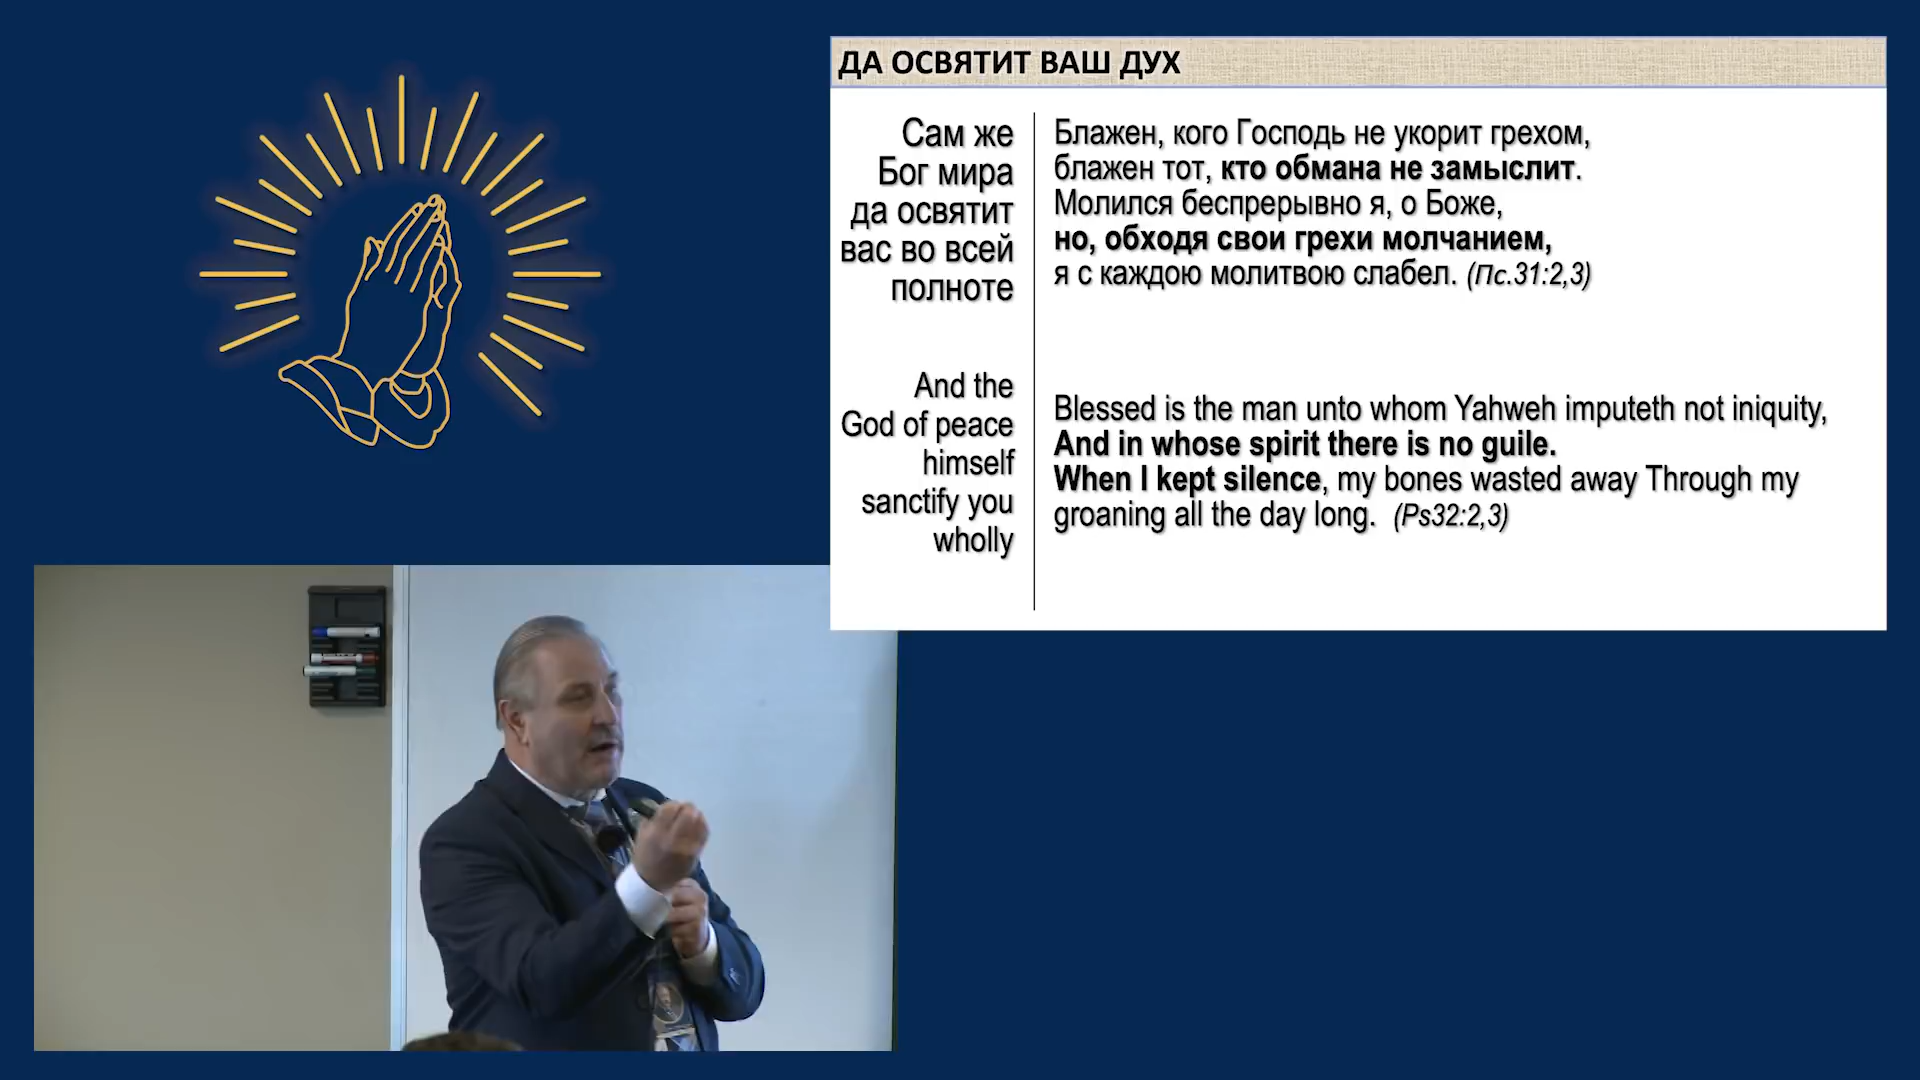 ДА ОСВЯТИТ ВАШ ДУХ
Сам же
Бог мира
да освятит
вас во всей
полноте
And the
God of peace
himself
sanctify you
wholly
Блажен, кого Господь не укорит грехом,
блажен тот, кто обмана не замыслит.
Молился беспрерывно я, о Боже,
но, обходя свои грехи молчанием,
я с каждою молитвою слабел. (Пс.31:2,3)
Blessed is the man unto whom Yahweh imputeth not iniquity,
And in whose spirit there is no guile.
When I kept silence, my bones wasted away Through my
groaning all the day long. (Ps32:2,3)